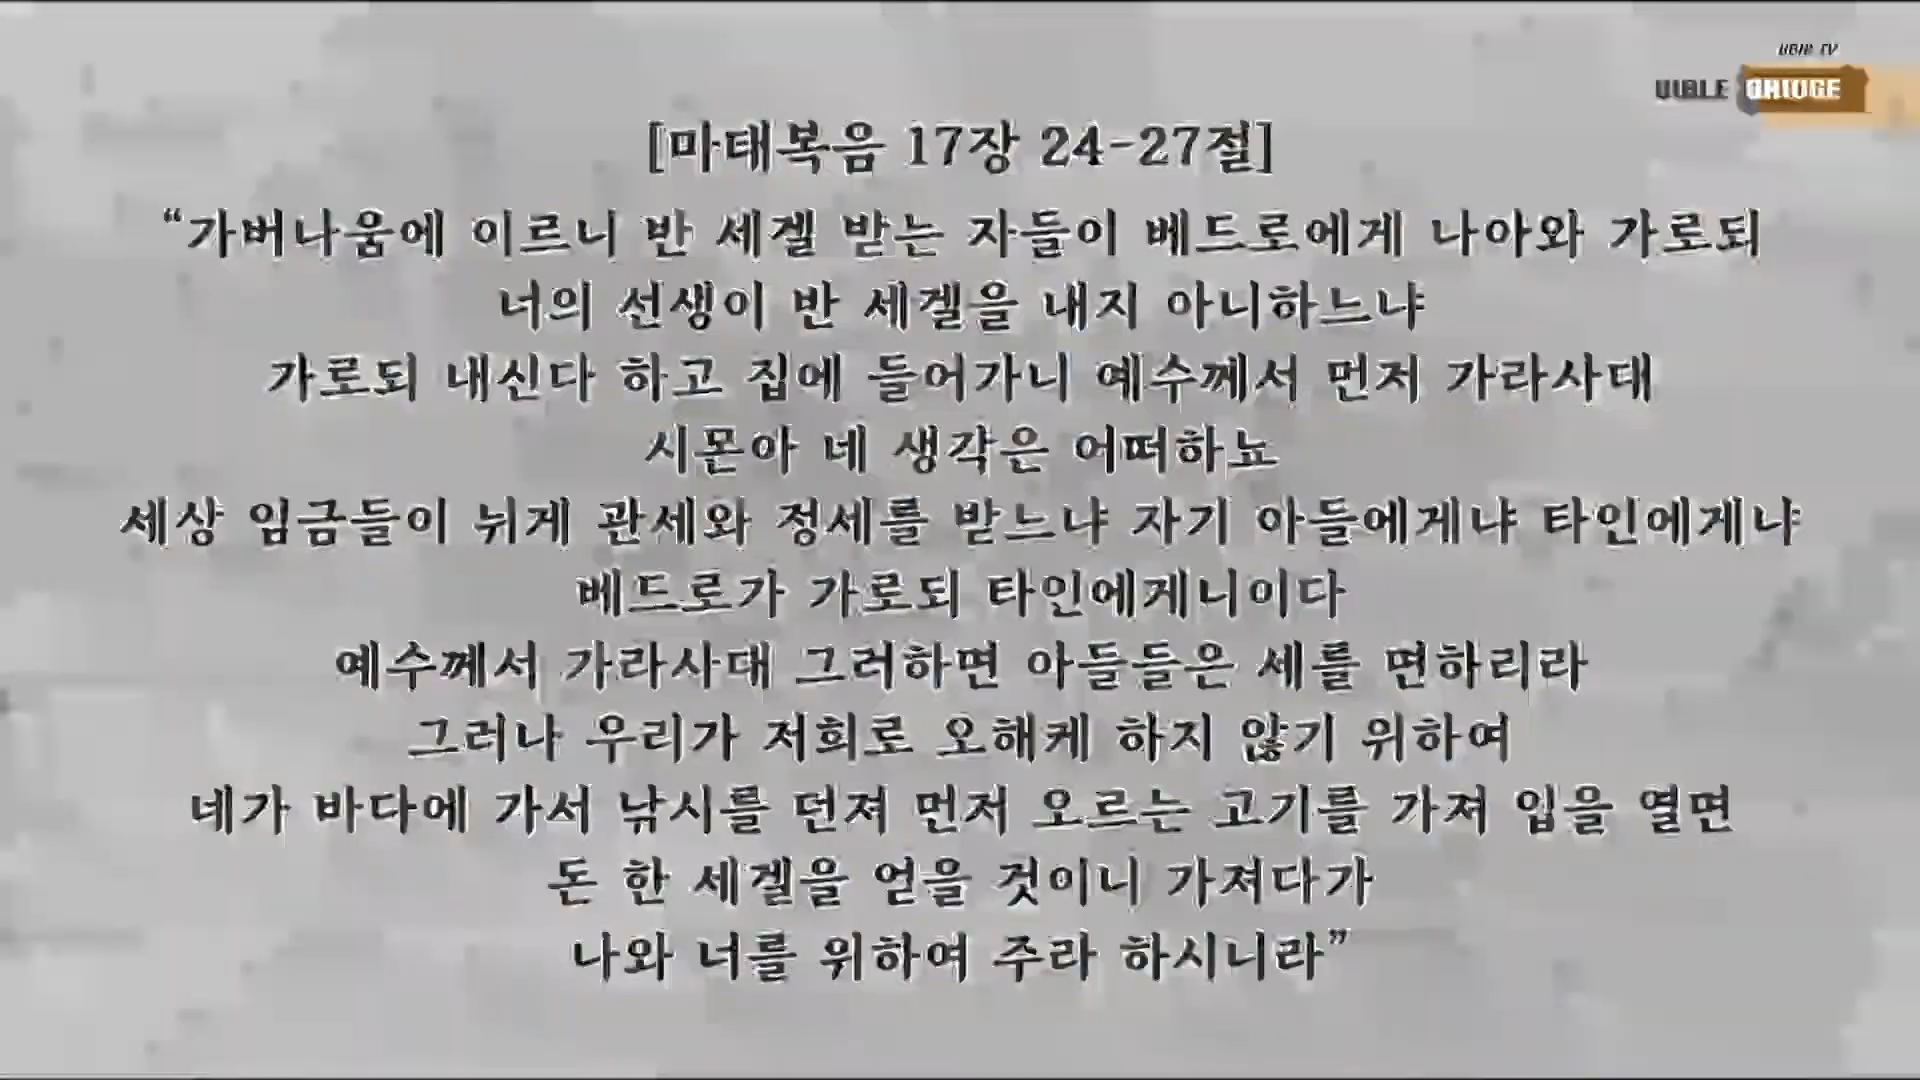 BIBLE BRIDGE
[마태복음 17장 24-27절]
“가버나움에 이르니 반 세겔 받는 자들이 베드로에게 나아와 가로되
너의 선생이 반 세겔을 내지 아니하느냐
가로되 내신다 하고 집에 들어가니 예수께서 먼저 가라사대
시몬아 네 생각은 어떠하뇨
세상 임금들이 뉘게 관세와 정세를 받느냐 자기 아들에게냐 타인에게냐
베드로가 가로되 타인에게니이다
예수께서 가라사대 그러하면 아들들은 세를 면하리라
그러나 우리가 저희로 오해케 하지 않기 위하여
네가 바다에 가서 낚시를 던져 먼저 오르는 고기를 가져 입을 열면
돈 한 세겔을 얻을 것이니 가져다가
나와 너를 위하여 주라 하시니라”